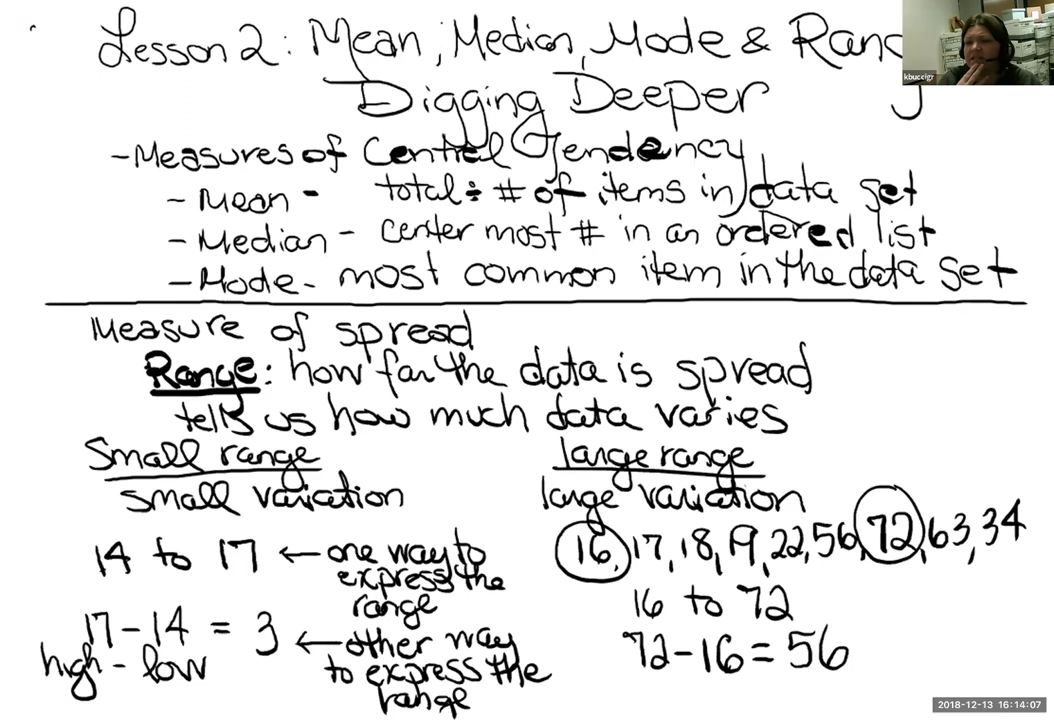 Lesson 2: Mean, Median, Mode & Rang
Digging Deeper
- Measures of Central Tendency
- Mean - total ÷ # of items in data set
- Median - center most # in an ordered list
- Mode - most common item in the data set
Measure of spread
Range: how far the data is spread
tells us how much data varies
Small range
small variation
14 to 17 ← one way to
express the
range
17 - 14 = 3 ← other way
high - low to express the
range
large range
large variation
16, 17, 18, 19, 22, 56, 72, 63, 34
16 to 72
72 - 16 = 56
kbuccigr
2018-12-13 16:14:07